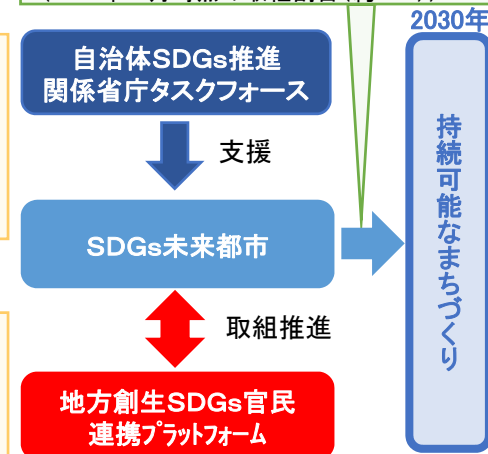 2030年
自治体SDGs推進
関係省庁タスクフォース
支援
SDGs未来都市
持続可能なまちづくり
取組推進
地方創生SDGs官民
連携プラットフォーム